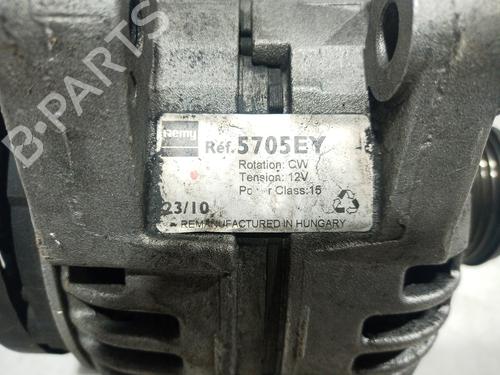 B-PARTS
Remy
Réf. 5705EY
Rotation: CW
Tension: 12V
Power Class: 15
23/10
REMANUFACTURED IN HUNGARY